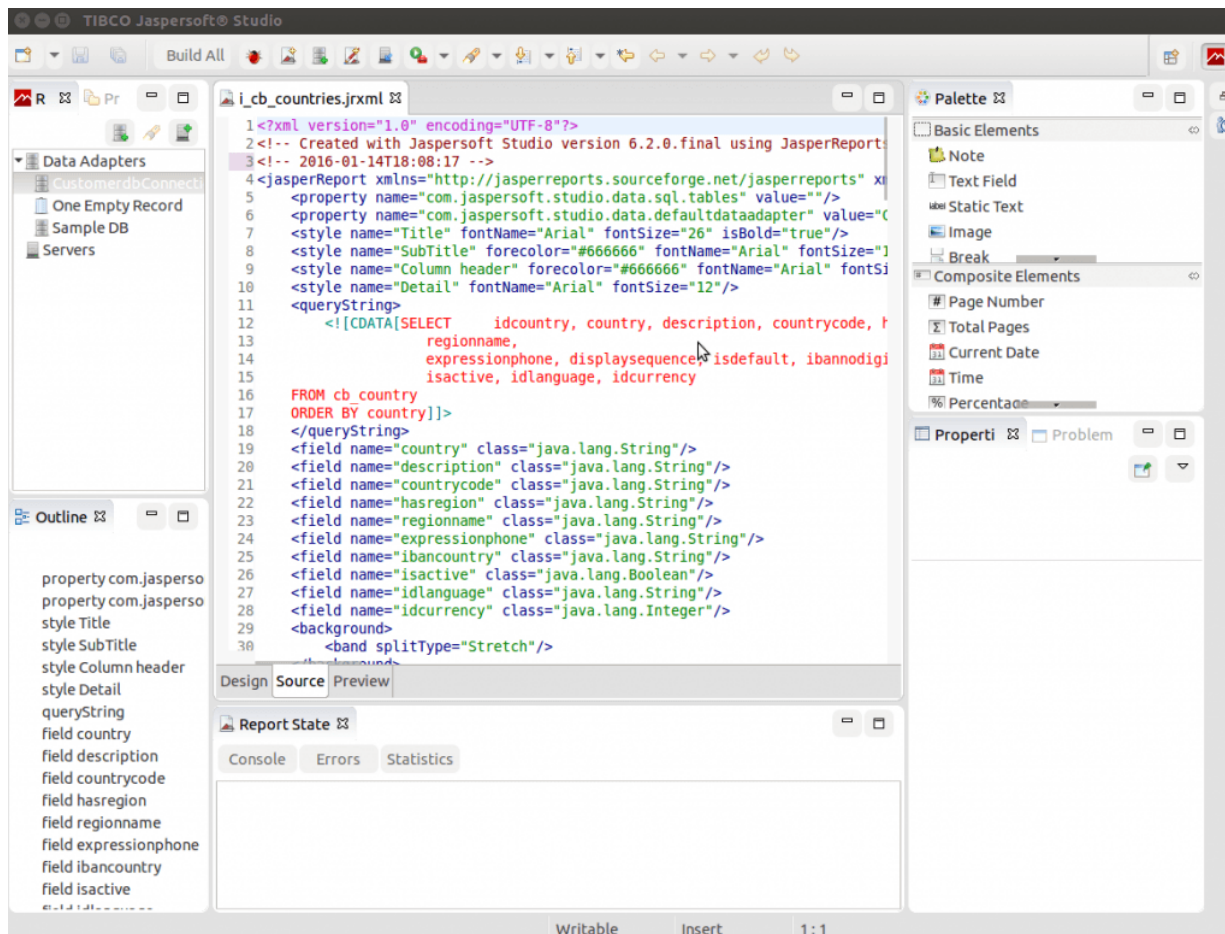 TIBCO Jaspersoft® Studio
Build All
R Pr
Data Adapters
CustomerdbConnecti
One Empty Record
Sample DB
Servers
Outline
property com.jasperso
property com.jasperso
style Title
style SubTitle
style Column header
style Detail
queryString
field country
field description
field countrycode
field hasregion
field regionname
field expressionphone
field ibancountry
field isactive
i_cb_countries.jrxml
1 <?xml version="1.0" encoding="UTF-8"?>
2 <!-- Created with Jaspersoft Studio version 6.2.0.final using JasperReports
3 <!-- 2016-01-14T18:08:17 -->
4 <jasperReport xmlns="http://jasperreports.sourceforge.net/jasperreports" xm
5 <property name="com.jaspersoft.studio.data.sql.tables" value=""/>
6 <property name="com.jaspersoft.studio.data.defaultdataadapter" value="C
7 <style name="Title" fontName="Arial" fontSize="26" isBold="true"/>
8 <style name="SubTitle" forecolor="#666666" fontName="Arial" fontSize="1
9 <style name="Column header" forecolor="#666666" fontName="Arial" fontSi
10 <style name="Detail" fontName="Arial" fontSize="12"/>
11 <queryString>
12 <![CDATA[SELECT idcountry, country, description, countrycode, h
13 regionname,
14 expressionphone, displaysequence, isdefault, ibannodigi
15 isactive, idlanguage, idcurrency
16 FROM cb_country
17 ORDER BY country]]>
18 </queryString>
19 <field name="country" class="java.lang.String"/>
20 <field name="description" class="java.lang.String"/>
21 <field name="countrycode" class="java.lang.String"/>
22 <field name="hasregion" class="java.lang.String"/>
23 <field name="regionname" class="java.lang.String"/>
24 <field name="expressionphone" class="java.lang.String"/>
25 <field name="ibancountry" class="java.lang.String"/>
26 <field name="isactive" class="java.lang.Boolean"/>
27 <field name="idlanguage" class="java.lang.String"/>
28 <field name="idcurrency" class="java.lang.Integer"/>
29 <background>
30 <band splitType="Stretch"/>
</background>
Design Source Preview
Report State
Console Errors Statistics
Palette
Basic Elements
Note
Text Field
label Static Text
Image
Break
Composite Elements
# Page Number
Σ Total Pages
Current Date
Time
% Percentage
Properti Problem
Writable Insert 1 : 1